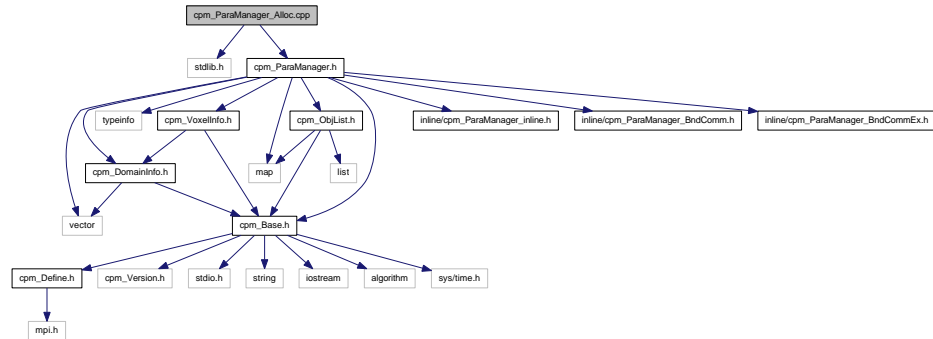 cpm_ParaManager_Alloc.cpp
stdlib.h
cpm_ParaManager.h
typeinfo
cpm_VoxelInfo.h
cpm_ObjList.h
inline/cpm_ParaManager_inline.h
inline/cpm_ParaManager_BndComm.h
inline/cpm_ParaManager_BndCommEx.h
cpm_DomainInfo.h
map
list
vector
cpm_Base.h
cpm_Define.h
cpm_Version.h
stdio.h
string
iostream
algorithm
sys/time.h
mpi.h